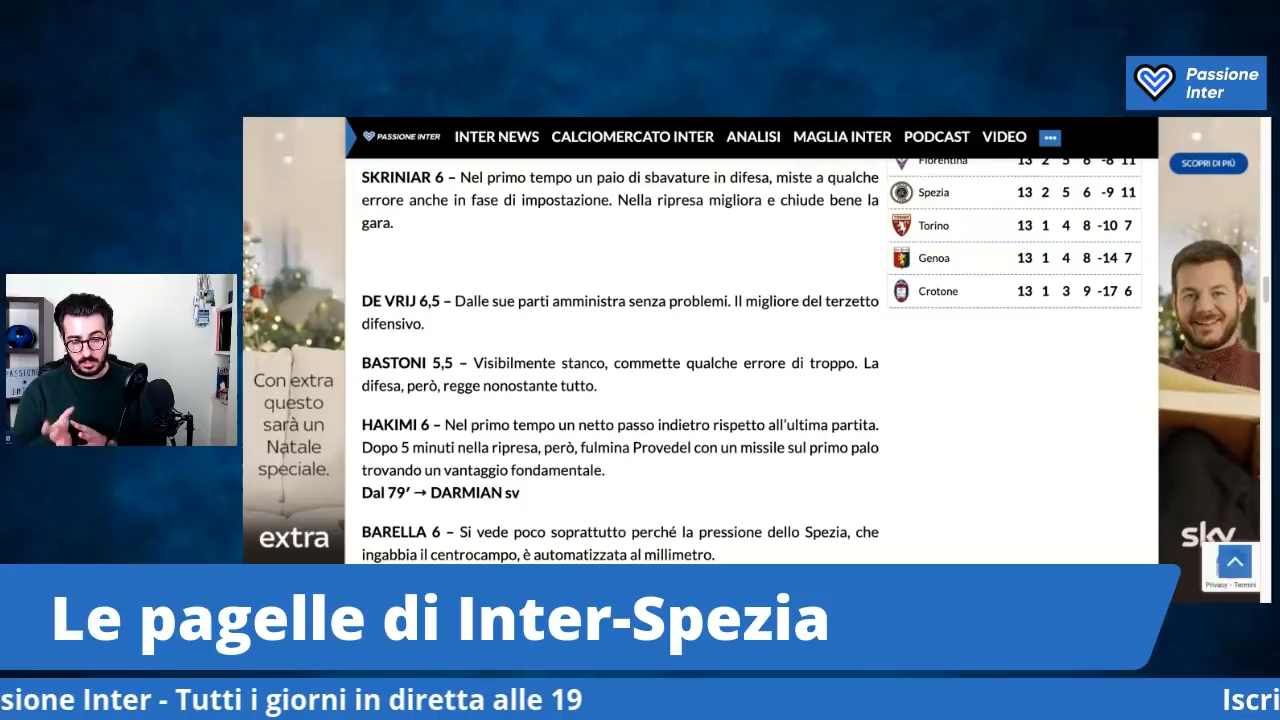 Passione
Inter
PASSIONE INTER
INTER NEWS CALCIOMERCATO INTER ANALISI MAGLIA INTER PODCAST VIDEO
SKRINIAR 6 – Nel primo tempo un paio di sbavature in difesa, miste a qualche
errore anche in fase di impostazione. Nella ripresa migliora e chiude bene la
gara.
DE VRIJ 6,5 – Dalle sue parti amministra senza problemi. Il migliore del terzetto
difensivo.
BASTONI 5,5 – Visibilmente stanco, commette qualche errore di troppo. La
difesa, però, regge nonostante tutto.
HAKIMI 6 – Nel primo tempo un netto passo indietro rispetto all’ultima partita.
Dopo 5 minuti nella ripresa, però, fulmina Provedel con un missile sul primo palo
trovando un vantaggio fondamentale.
Dal 79′ → DARMIAN sv
BARELLA 6 – Si vede poco soprattutto perché la pressione dello Spezia, che
ingabbia il centrocampo, è automatizzata al millimetro.
Fiorentina 13 2 5 6 -8 11
Spezia 13 2 5 6 -9 11
Torino 13 1 4 8 -10 7
Genoa 13 1 4 8 -14 7
Crotone 13 1 3 9 -17 6
SCOPRI DI PIÙ
Con extra
questo
sarà un
Natale
speciale.
extra
sky
Privacy - Termini
Le pagelle di Inter-Spezia
sione Inter - Tutti i giorni in diretta alle 19
Iscri